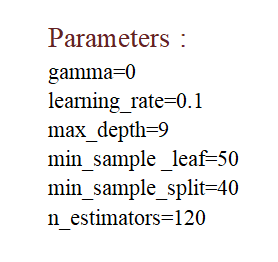 Parameters :
gamma=0
learning_rate=0.1
max_depth=9
min_sample _leaf=50
min_sample_split=40
n_estimators=120